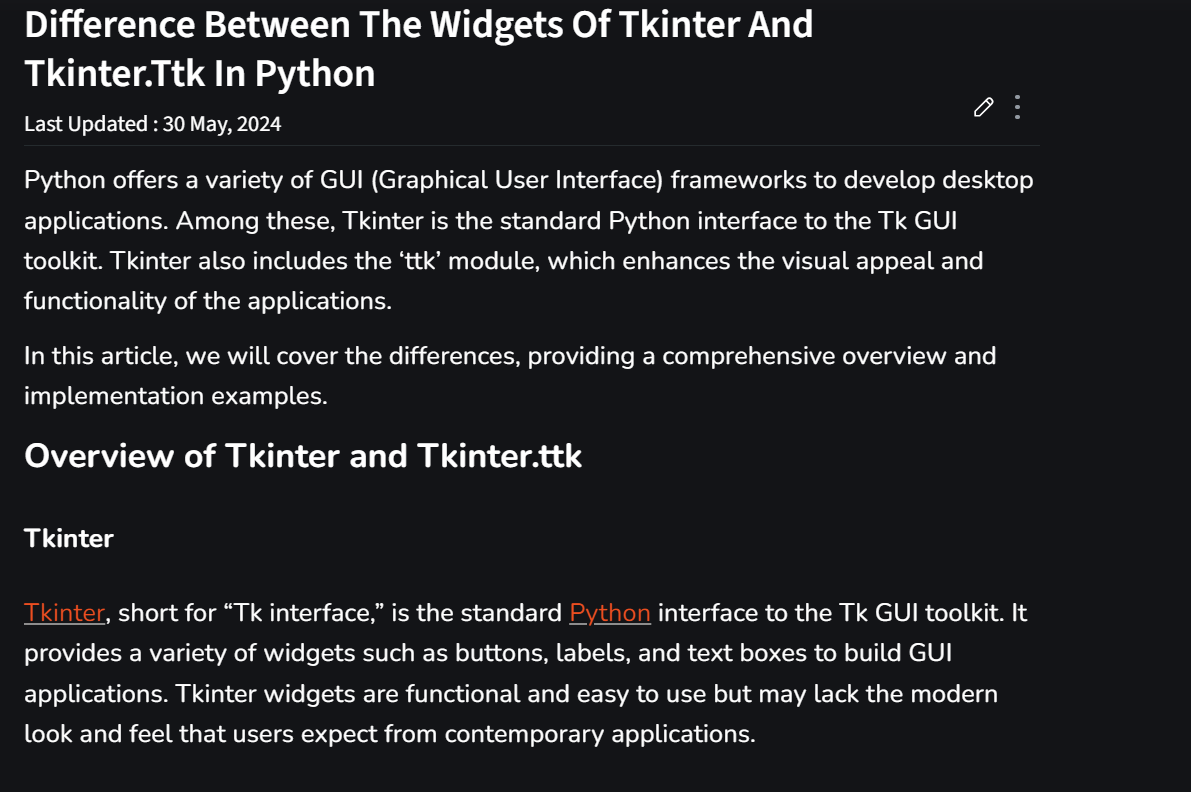 Difference Between The Widgets Of Tkinter And
Tkinter.Ttk In Python
Last Updated : 30 May, 2024
Python offers a variety of GUI (Graphical User Interface) frameworks to develop desktop
applications. Among these, Tkinter is the standard Python interface to the Tk GUI
toolkit. Tkinter also includes the ‘ttk’ module, which enhances the visual appeal and
functionality of the applications.
In this article, we will cover the differences, providing a comprehensive overview and
implementation examples.
Overview of Tkinter and Tkinter.ttk
Tkinter
Tkinter, short for “Tk interface,” is the standard Python interface to the Tk GUI toolkit. It
provides a variety of widgets such as buttons, labels, and text boxes to build GUI
applications. Tkinter widgets are functional and easy to use but may lack the modern
look and feel that users expect from contemporary applications.